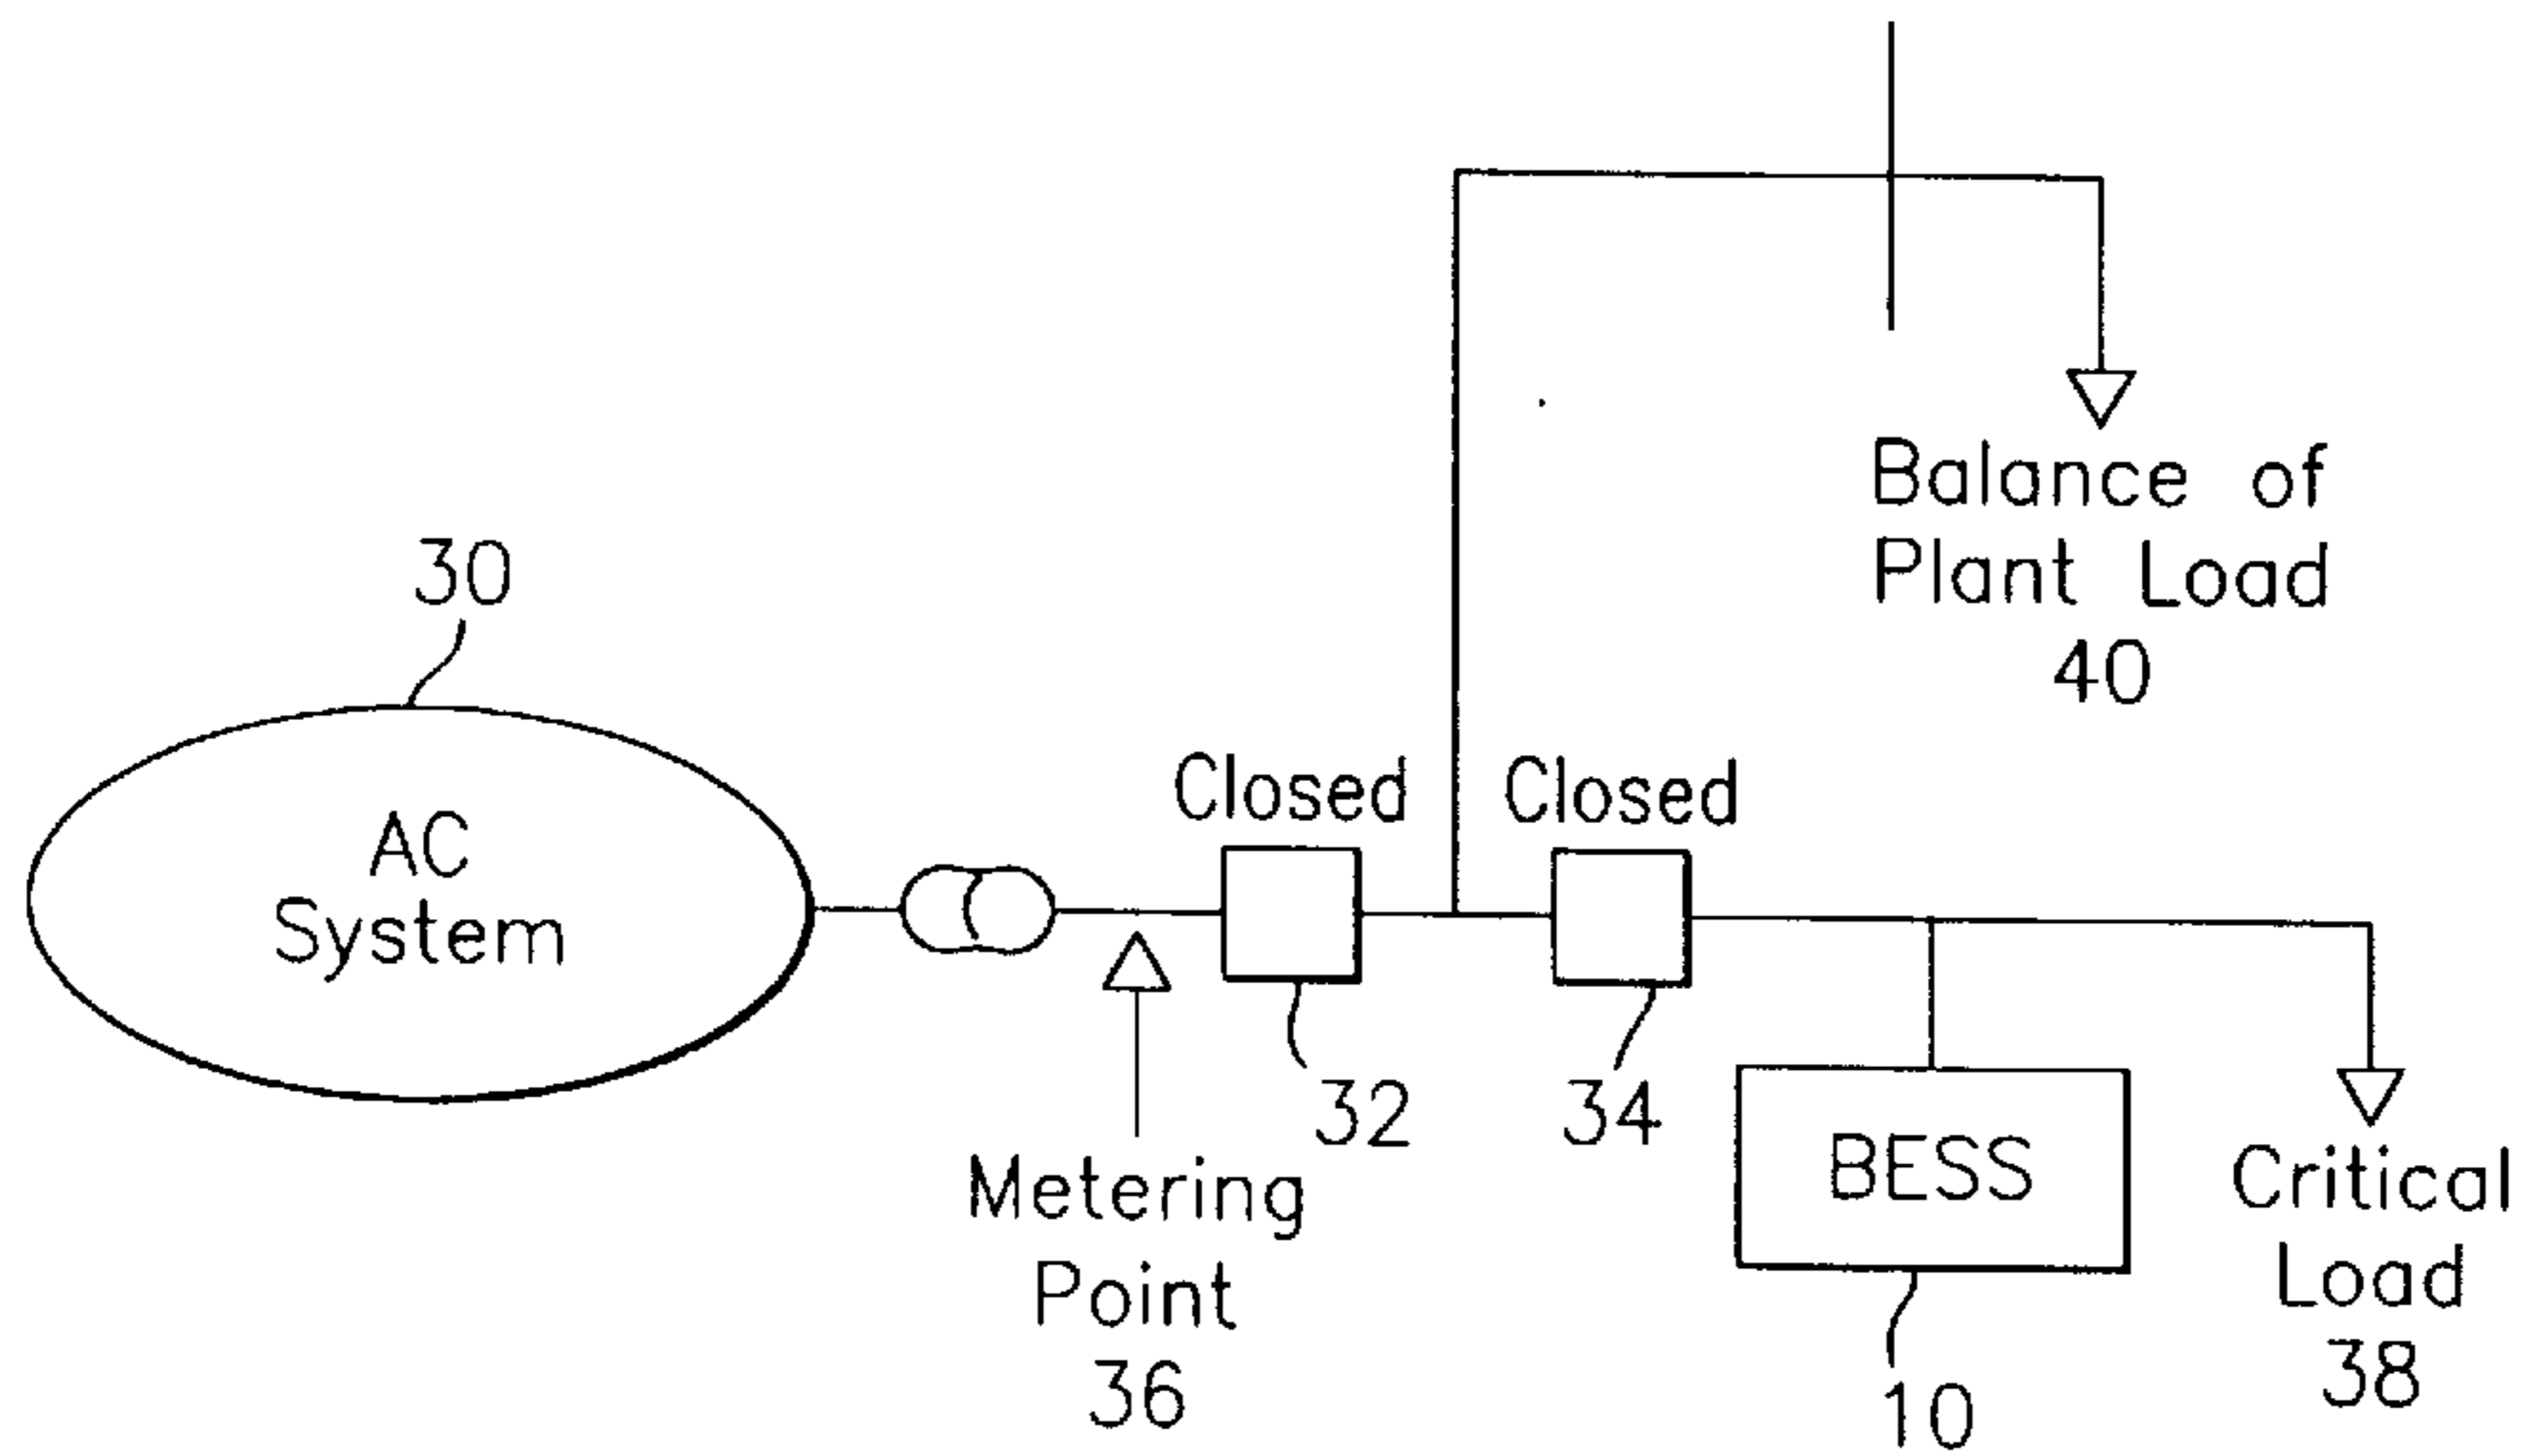 Balance of
Plant Load
40
30
AC
System
Closed
Closed
32
34
Metering
Point
36
BESS
10
Critical
Load
38